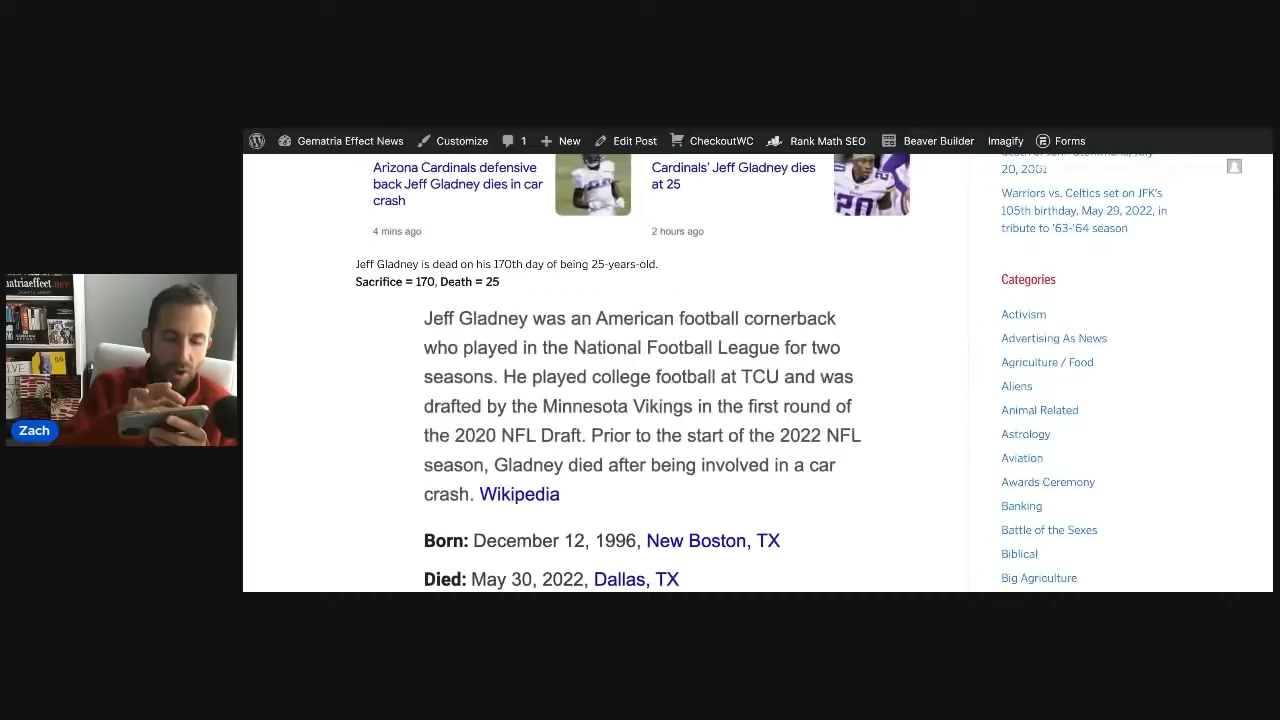 Gematria Effect News Customize 1 New Edit Post CheckoutWC Rank Math SEO Beaver Builder Imagify Forms
Arizona Cardinals defensive
back Jeff Gladney dies in car
crash
4 mins ago
Cardinals' Jeff Gladney dies
at 25
2 hours ago
20
Jeff Gladney is dead on his 170th day of being 25-years-old.
Sacrifice = 170, Death = 25
Jeff Gladney was an American football cornerback
who played in the National Football League for two
seasons. He played college football at TCU and was
drafted by the Minnesota Vikings in the first round of
the 2020 NFL Draft. Prior to the start of the 2022 NFL
season, Gladney died after being involved in a car
crash. Wikipedia
Born: December 12, 1996, New Boston, TX
Died: May 30, 2022, Dallas, TX
20, 2001
Warriors vs. Celtics set on JFK's
105th birthday, May 29, 2022, in
tribute to '63-'64 season
Categories
Activism
Advertising As News
Agriculture / Food
Aliens
Animal Related
Astrology
Aviation
Awards Ceremony
Banking
Battle of the Sexes
Biblical
Big Agriculture
Zach